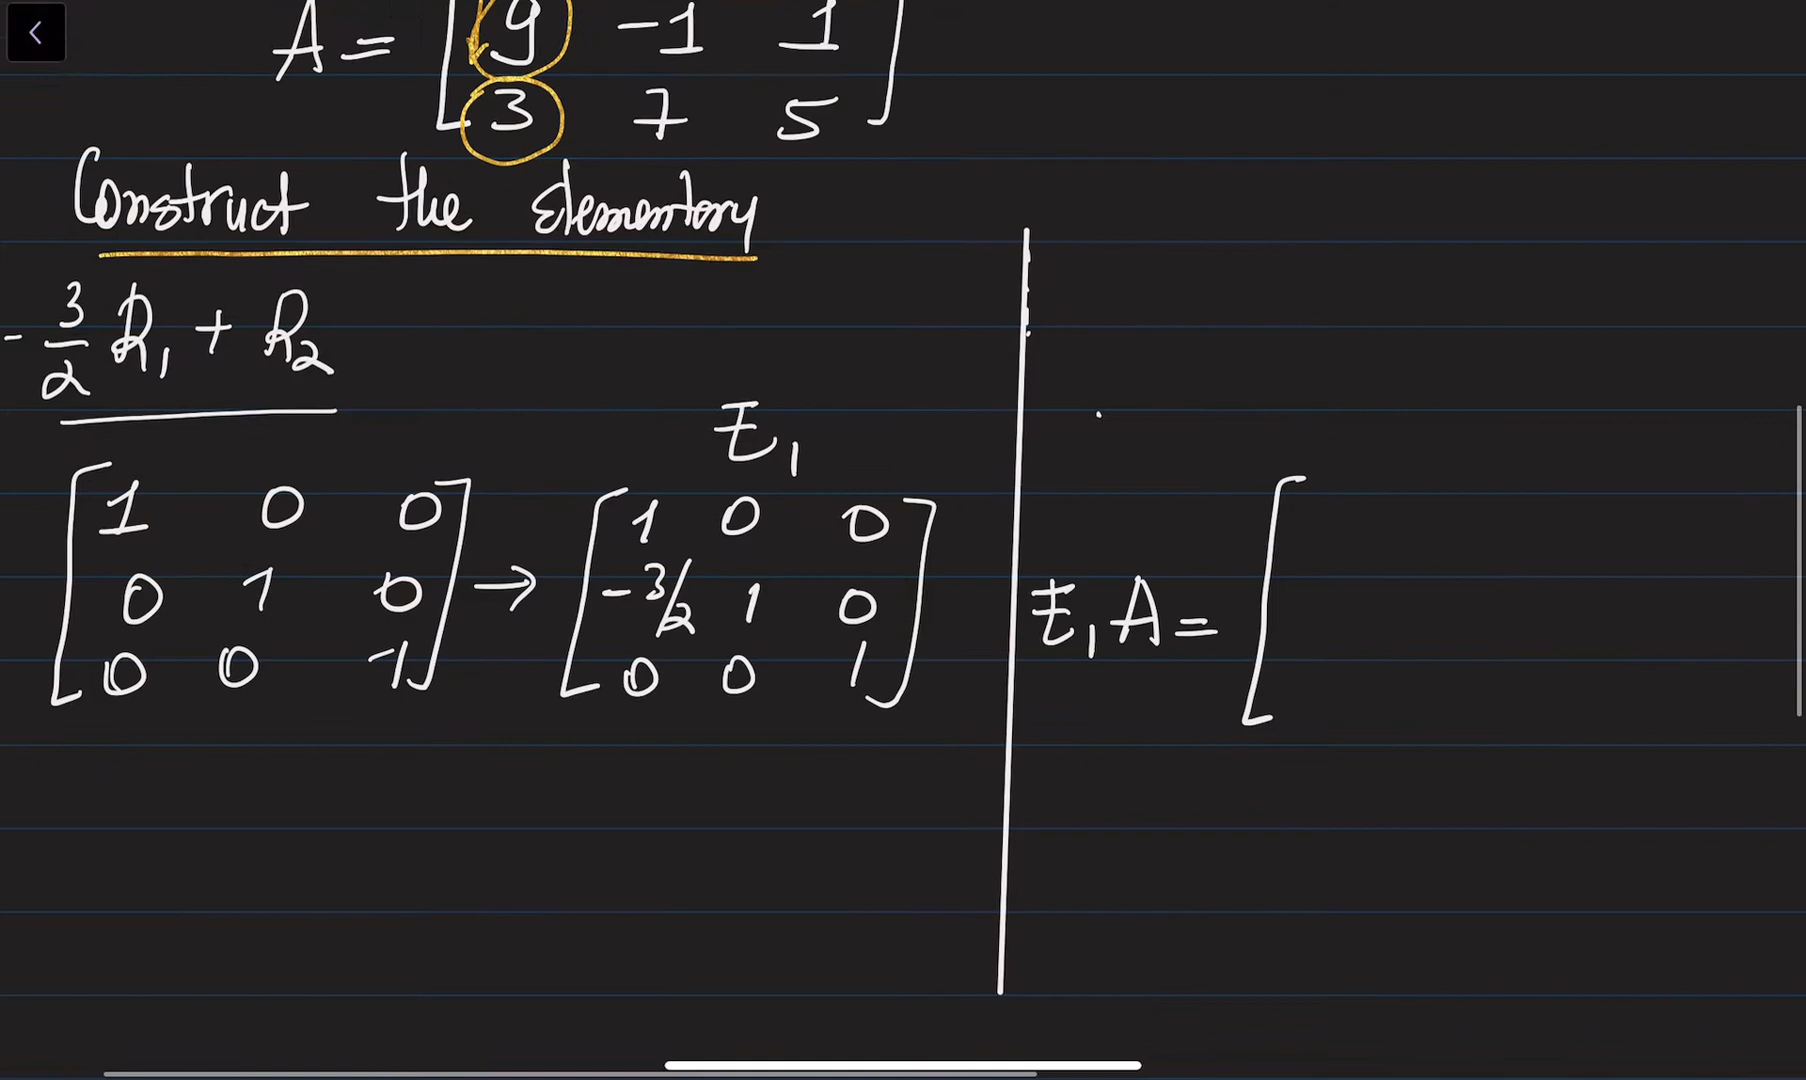 A = [ 9 -1 1 ]
3 7 5
Construct the Elementary
- 3/2 R₁ + R₂
E₁
[ 1 0 0 ] → [ 1 0 0 ]
[ 0 1 0 ] [ -3/2 1 0 ]
[ 0 0 1 ] [ 0 0 1 ]
E₁A = [